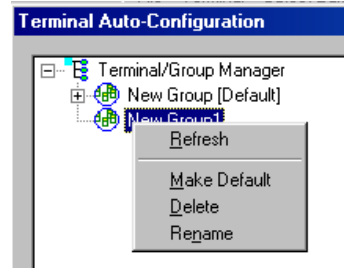 Terminal Auto-Configuration
Terminal/Group Manager
New Group [Default]
New Group1
Refresh
Make Default
Delete
Rename